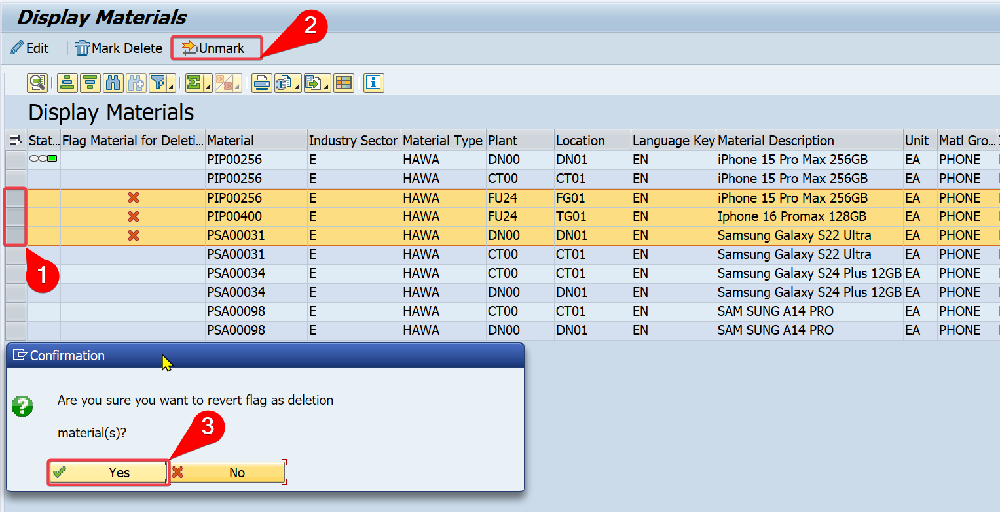 Display Materials
2
Edit Mark Delete Unmark
Display Materials
Stat... Flag Material for Deleti... Material Industry Sector Material Type Plant Location Language Key Material Description Unit Matl Gro...
PIP00256 E HAWA DN00 DN01 EN iPhone 15 Pro Max 256GB EA PHONE
PIP00256 E HAWA CT00 CT01 EN iPhone 15 Pro Max 256GB EA PHONE
PIP00256 E HAWA FU24 FG01 EN iPhone 15 Pro Max 256GB EA PHONE
PIP00400 E HAWA FU24 TG01 EN Iphone 16 Promax 128GB EA PHONE
PSA00031 E HAWA DN00 DN01 EN Samsung Galaxy S22 Ultra EA PHONE
PSA00031 E HAWA CT00 CT01 EN Samsung Galaxy S22 Ultra EA PHONE
1
PSA00034 E HAWA CT00 CT01 EN Samsung Galaxy S24 Plus 12GB EA PHONE
PSA00034 E HAWA DN00 DN01 EN Samsung Galaxy S24 Plus 12GB EA PHONE
PSA00098 E HAWA CT00 CT01 EN SAM SUNG A14 PRO EA PHONE
PSA00098 E HAWA DN00 DN01 EN SAM SUNG A14 PRO EA PHONE
Confirmation
Are you sure you want to revert flag as deletion
material(s)?
3
Yes No